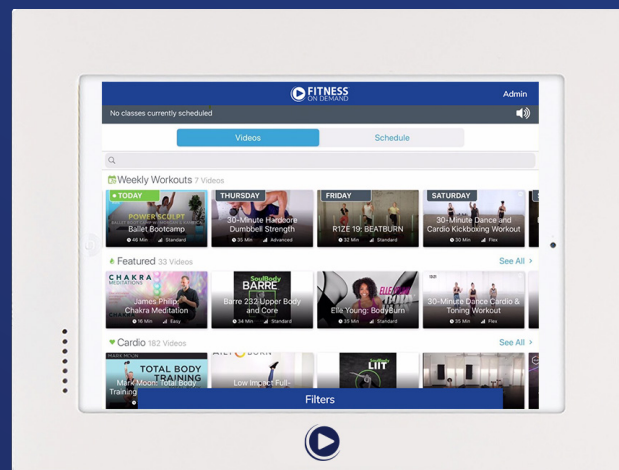 FITNESS
ON DEMAND
Admin
No classes currently scheduled
Videos
Schedule
Weekly Workouts 7 Videos
• TODAY
POWER SCULPT
Ballet Bootcamp
46 Min Standard
THURSDAY
30-Minute Hardcore
Dumbbell Strength
35 Min Advanced
FRIDAY
R1ZE 19: BEATBURN
32 Min Standard
SATURDAY
30-Minute Dance and
Cardio Kickboxing Workout
30 Min Flex
Featured 33 Videos
See All >
CHAKRA
MEDITATIONS
James Philip:
Chakra Meditation
16 Min Easy
SoulBody
BARRE
Barre 232 Upper Body
and Core
34 Min Standard
Elle Young: BodyBurn
35 Min Standard
30-Minute Dance Cardio &
Toning Workout
35 Min Flex
Cardio 182 Videos
See All >
MARK MOON
TOTAL BODY
TRAINING
Mark Moon: Total Body
Training
Low Impact Full-
LIIT
Filters